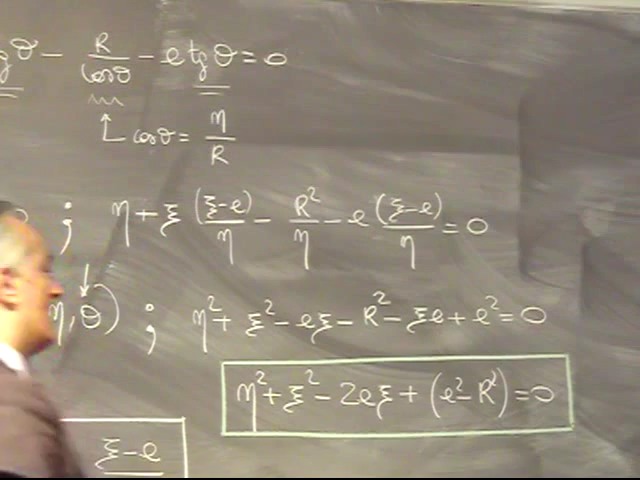 gϑ - R/cosϑ - e tgϑ = 0
cosϑ = η/R
; η + ξ (ξ-e)/η - R²/η - e (ξ-e)/η = 0
η, ϑ) ; η² + ξ² - eξ - R² - ξe + e² = 0
η² + ξ² - 2eξ + (e² - R²) = 0
ξ-e